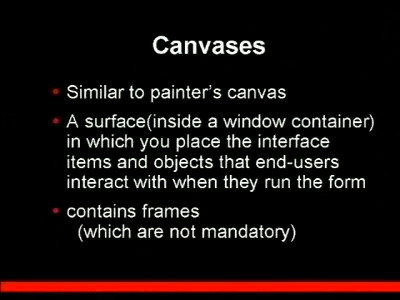 Canvases
• Similar to painter's canvas
• A surface(inside a window container)
in which you place the interface
items and objects that end-users
interact with when they run the form
• contains frames
(which are not mandatory)